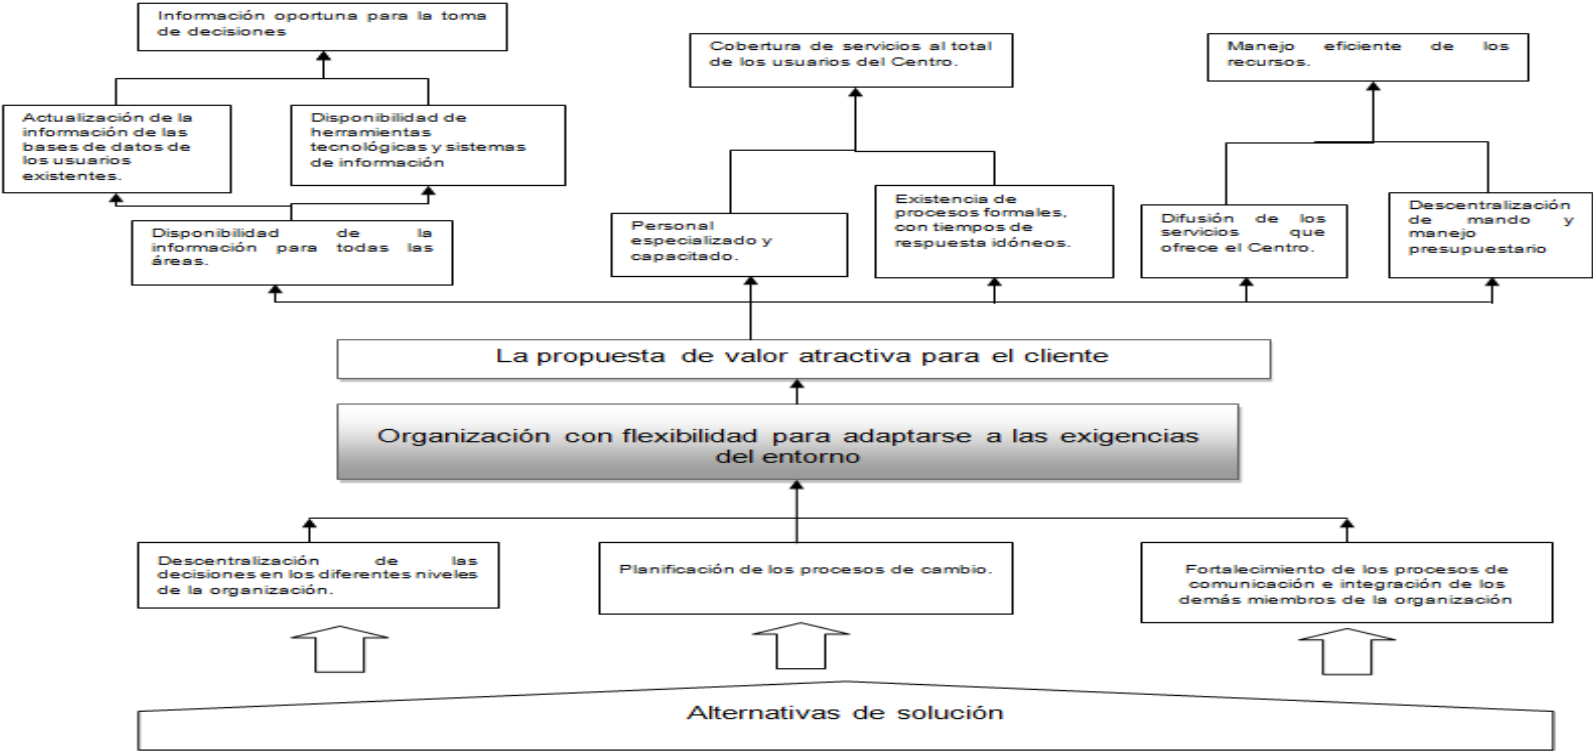 Información oportuna para la toma
de decisiones
Cobertura de servicios al total
de los usuarios del Centro.
Manejo eficiente de los
recursos.
Actualización de la
información de las
bases de datos de
los usuarios
existentes.
Disponibilidad de
herramientas
tecnológicas y sistemas
de información
Disponibilidad de la
información para todas las
áreas.
Personal
especializado y
capacitado.
Existencia de
procesos formales,
con tiempos de
respuesta idóneos.
Difusión de los
servicios que
ofrece el Centro.
Descentralización
de mando y
manejo
presupuestario
La propuesta de valor atractiva para el cliente
Organización con flexibilidad para adaptarse a las exigencias
del entorno
Descentralización de las
decisiones en los diferentes niveles
de la organización.
Planificación de los procesos de cambio.
Fortalecimiento de los procesos de
comunicación e integración de los
demás miembros de la organización
Alternativas de solución